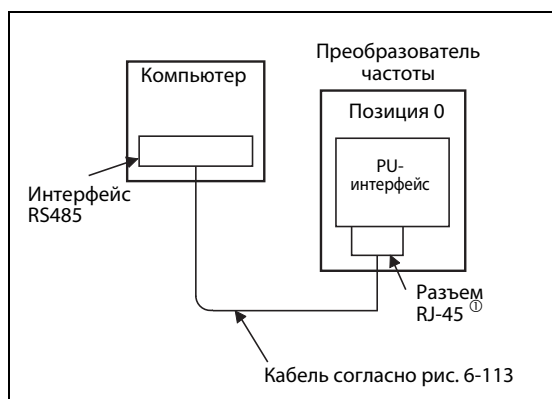 Компьютер
Интерфейс
RS485
Преобразователь
частоты
Позиция 0
PU-
интерфейс
Разъем
RJ-45 ①
Кабель согласно рис. 6-113